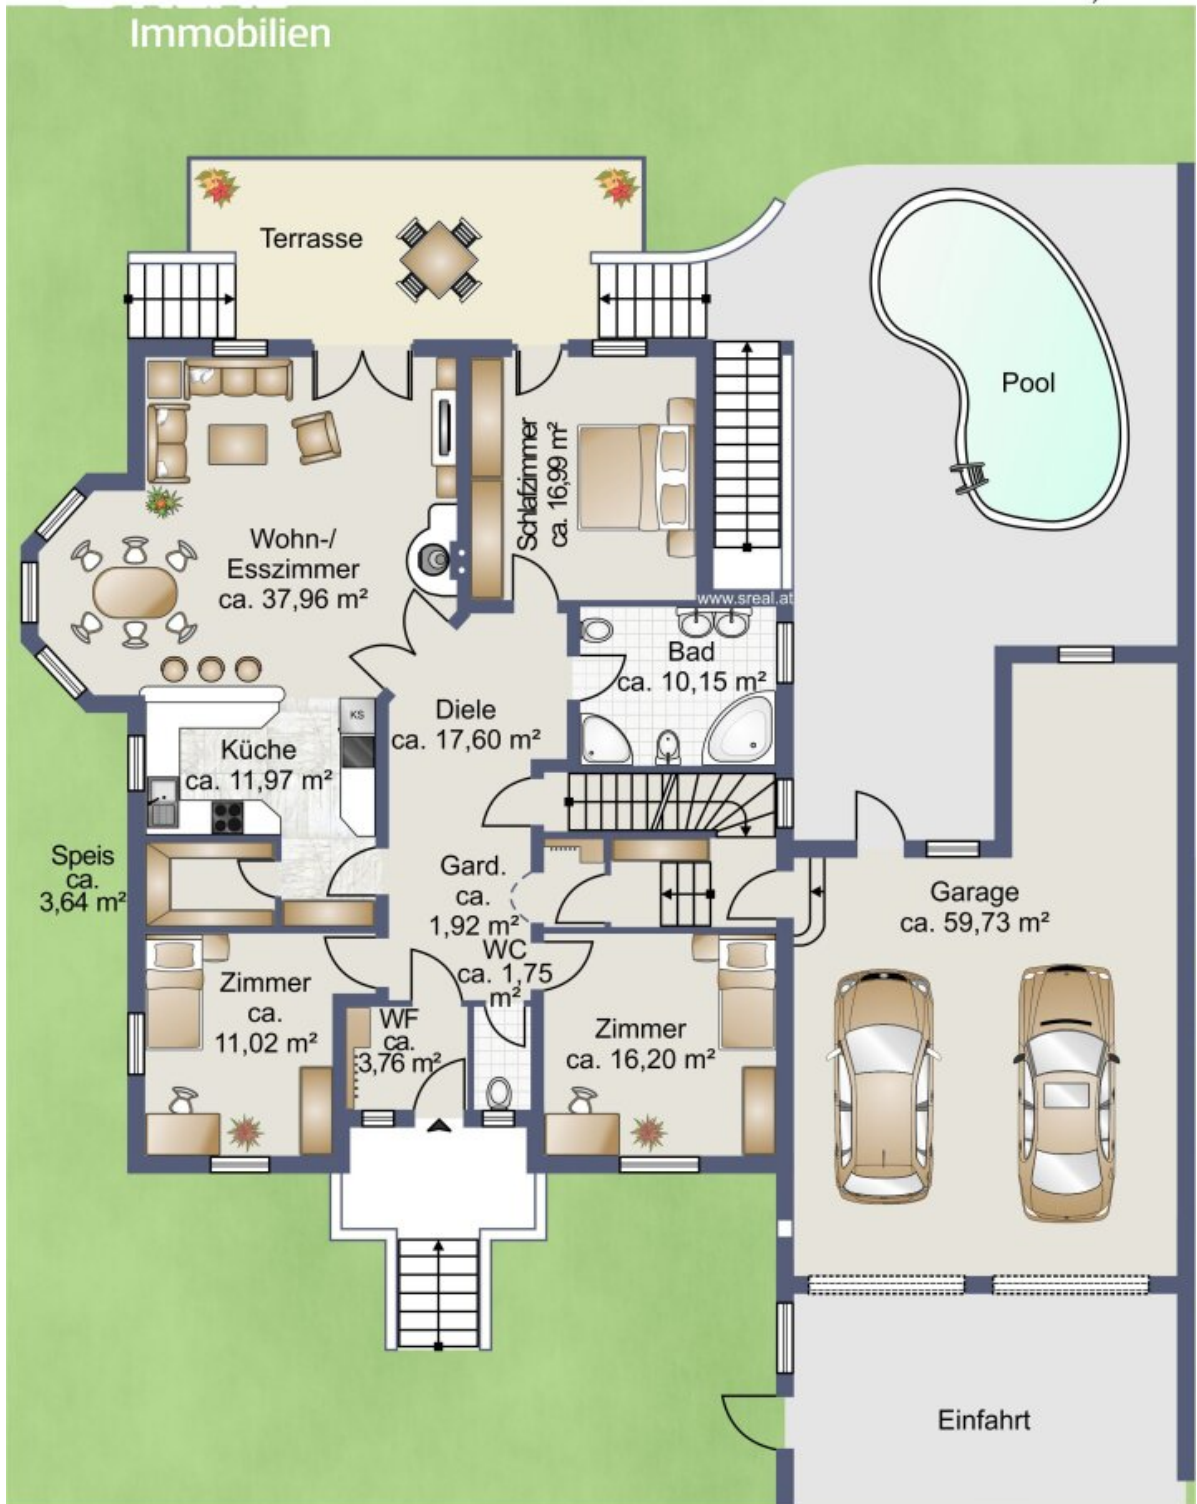 Immobilien
Terrasse
Pool
Schlafzimmer
ca. 16,99 m²
Wohn-/
Esszimmer
ca. 37,96 m²
www.sreal.at
Bad
ca. 10,15 m²
Diele
ca. 17,60 m²
KS
Küche
ca. 11,97 m²
Speis
ca.
3,64 m²
Gard.
ca.
1,92 m²
Garage
ca. 59,73 m²
WC
ca. 1,75
m²
Zimmer
ca.
11,02 m²
WF
ca.
3,76 m²
Zimmer
ca. 16,20 m²
Einfahrt